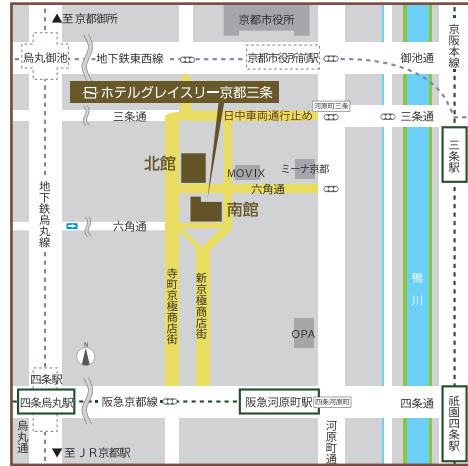 ▲至 京都御所
京都市役所
京阪本線
烏丸御池
地下鉄東西線
京都市役所前駅
御池通
ホテルグレイスリー京都三条
河原町三条
三条通
日中車両通行止め
三条通
三条駅
北館
MOVIX
ミーナ京都
六角通
地下鉄烏丸線
南館
六角通
寺町京極商店街
新京極商店街
鴨川
OPA
N
四条駅
四条烏丸駅
阪急京都線
阪急河原町駅
四条河原町
四条通
祇園四条駅
烏丸通
▼至 JR京都駅
河原町通